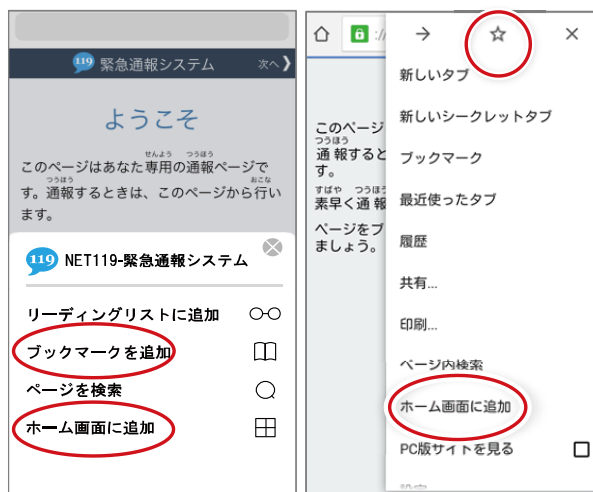 119 緊急通報システム 次へ
ようこそ
せんよう つうほう
このページはあなた専用の通報ページで
つうほう おこな
す。通報するときは、このページから行い
ます。
119 NET119-緊急通報システム
リーディングリストに追加
ブックマークを追加
ページを検索
ホーム画面に追加
://
このページ
つうほう
通報すると
す。
すばや つうほう
素早く通報
ページをブ
ましょう。
新しいタブ
新しいシークレットタブ
ブックマーク
最近使ったタブ
履歴
共有...
印刷...
ページ内検索
ホーム画面に追加
PC版サイトを見る